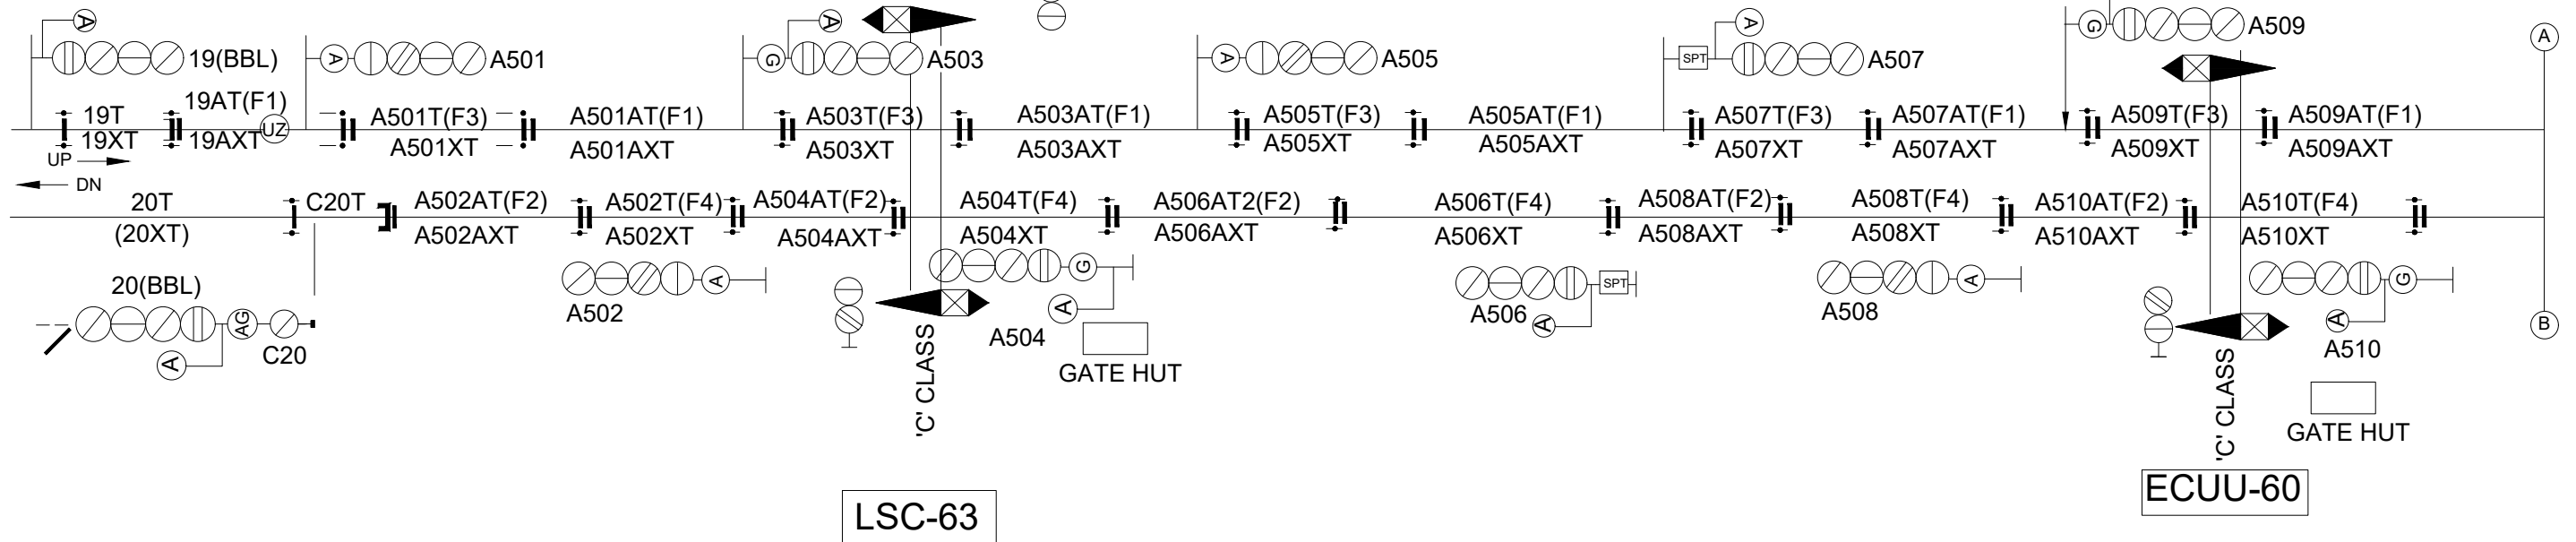 A
A
A
G
A509
A
19(BBL)
A
A501
G
A503
A
A505
SPT
A507
19T
19AT(F1)
A501T(F3)
A501AT(F1)
A503T(F3)
A503AT(F1)
A505T(F3)
A505AT(F1)
A507T(F3)
A507AT(F1)
A509T(F3)
A509AT(F1)
UZ
19XT
19AXT
A501XT
A501AXT
A503XT
A503AXT
A505XT
A505AXT
A507XT
A507AXT
A509XT
A509AXT
UP
DN
20T
C20T
A502AT(F2)
A502T(F4)
A504AT(F2)
A504T(F4)
A506AT2(F2)
A506T(F4)
A508AT(F2)
A508T(F4)
A510AT(F2)
A510T(F4)
(20XT)
A502AXT
A502XT
A504AXT
A504XT
A506AXT
A506XT
A508AXT
A508XT
A510AXT
A510XT
20(BBL)
A
G
SPT
A
G
A502
A
A504
A506
A
A508
A
A510
AG
C20
A
B
GATE HUT
'C' CLASS
GATE HUT
'C' CLASS
LSC-63
ECUU-60